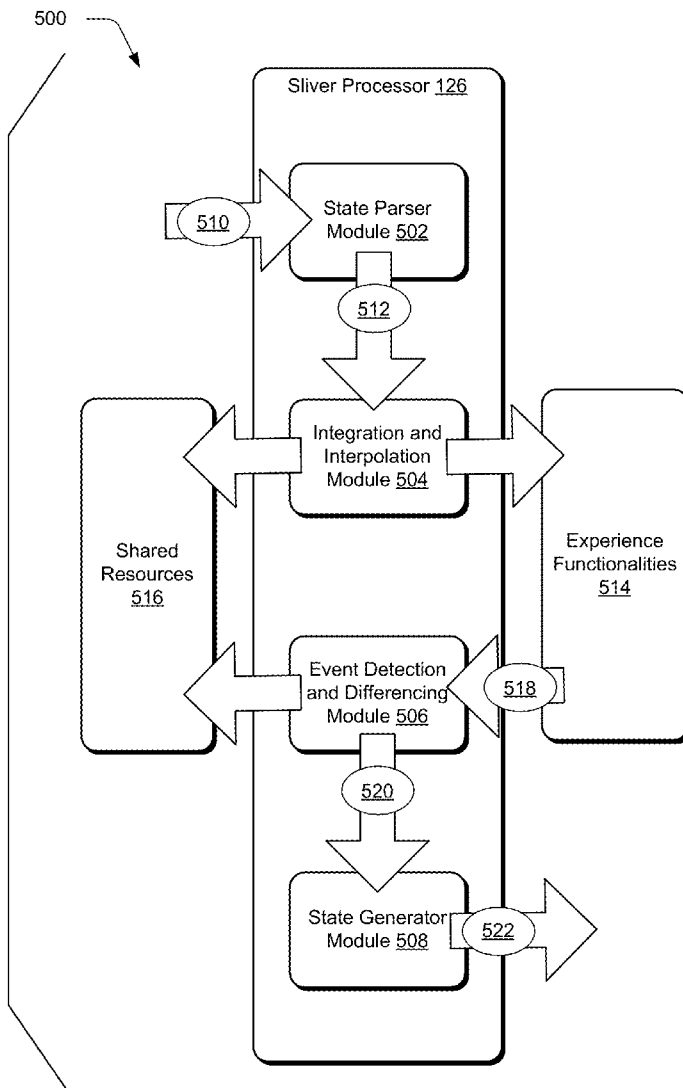 500
Sliver Processor 126
510
State Parser
Module 502
512
Integration and
Interpolation
Module 504
Shared
Resources
516
Experience
Functionalities
514
Event Detection
and Differencing
Module 506
518
520
State Generator
Module 508
522